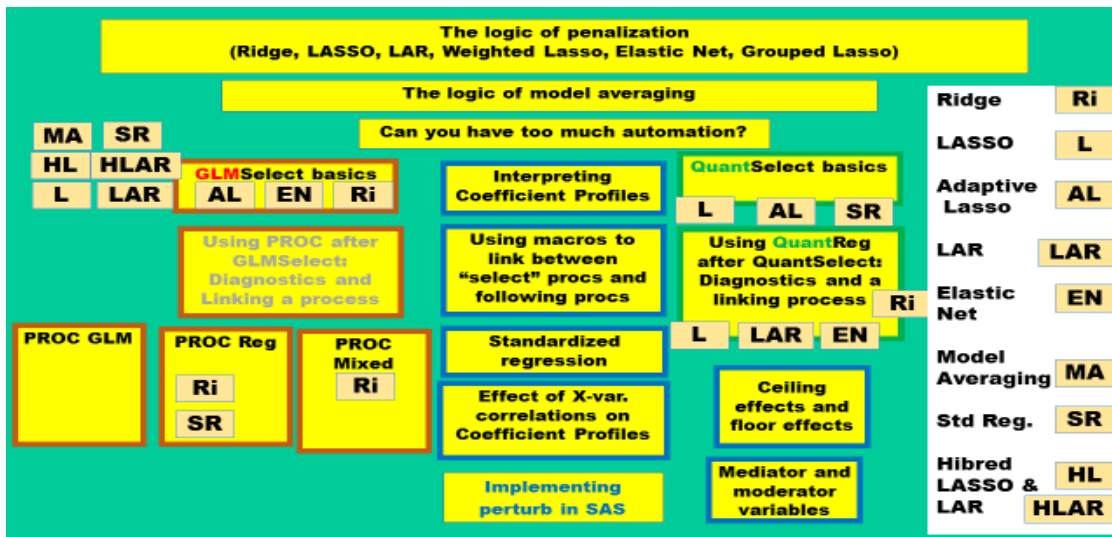 The logic of penalization
(Ridge, LASSO, LAR, Weighted Lasso, Elastic Net, Grouped Lasso)
The logic of model averaging
Can you have too much automation?
MA SR
HL HLAR
L LAR
GLMSelect basics
AL EN Ri
Interpreting
Coefficient Profiles
QuantSelect basics
L AL SR
Using PROC after
GLMSelect:
Diagnostics and
Linking a process
Using macros to
link between
“select” procs and
following procs
Using QuantReg
after QuantSelect:
Diagnostics and a
linking process
Ri
L LAR EN
PROC GLM
PROC Reg
Ri
SR
PROC
Mixed
Ri
Standardized
regression
Effect of X-var.
correlations on
Coefficient Profiles
Ceiling
effects and
floor effects
Implementing
perturb in SAS
Mediator and
moderator
variables
Ridge Ri
LASSO L
Adaptive
Lasso AL
LAR LAR
Elastic
Net EN
Model
Averaging MA
Std Reg. SR
Hibred
LASSO & HL
LAR HLAR